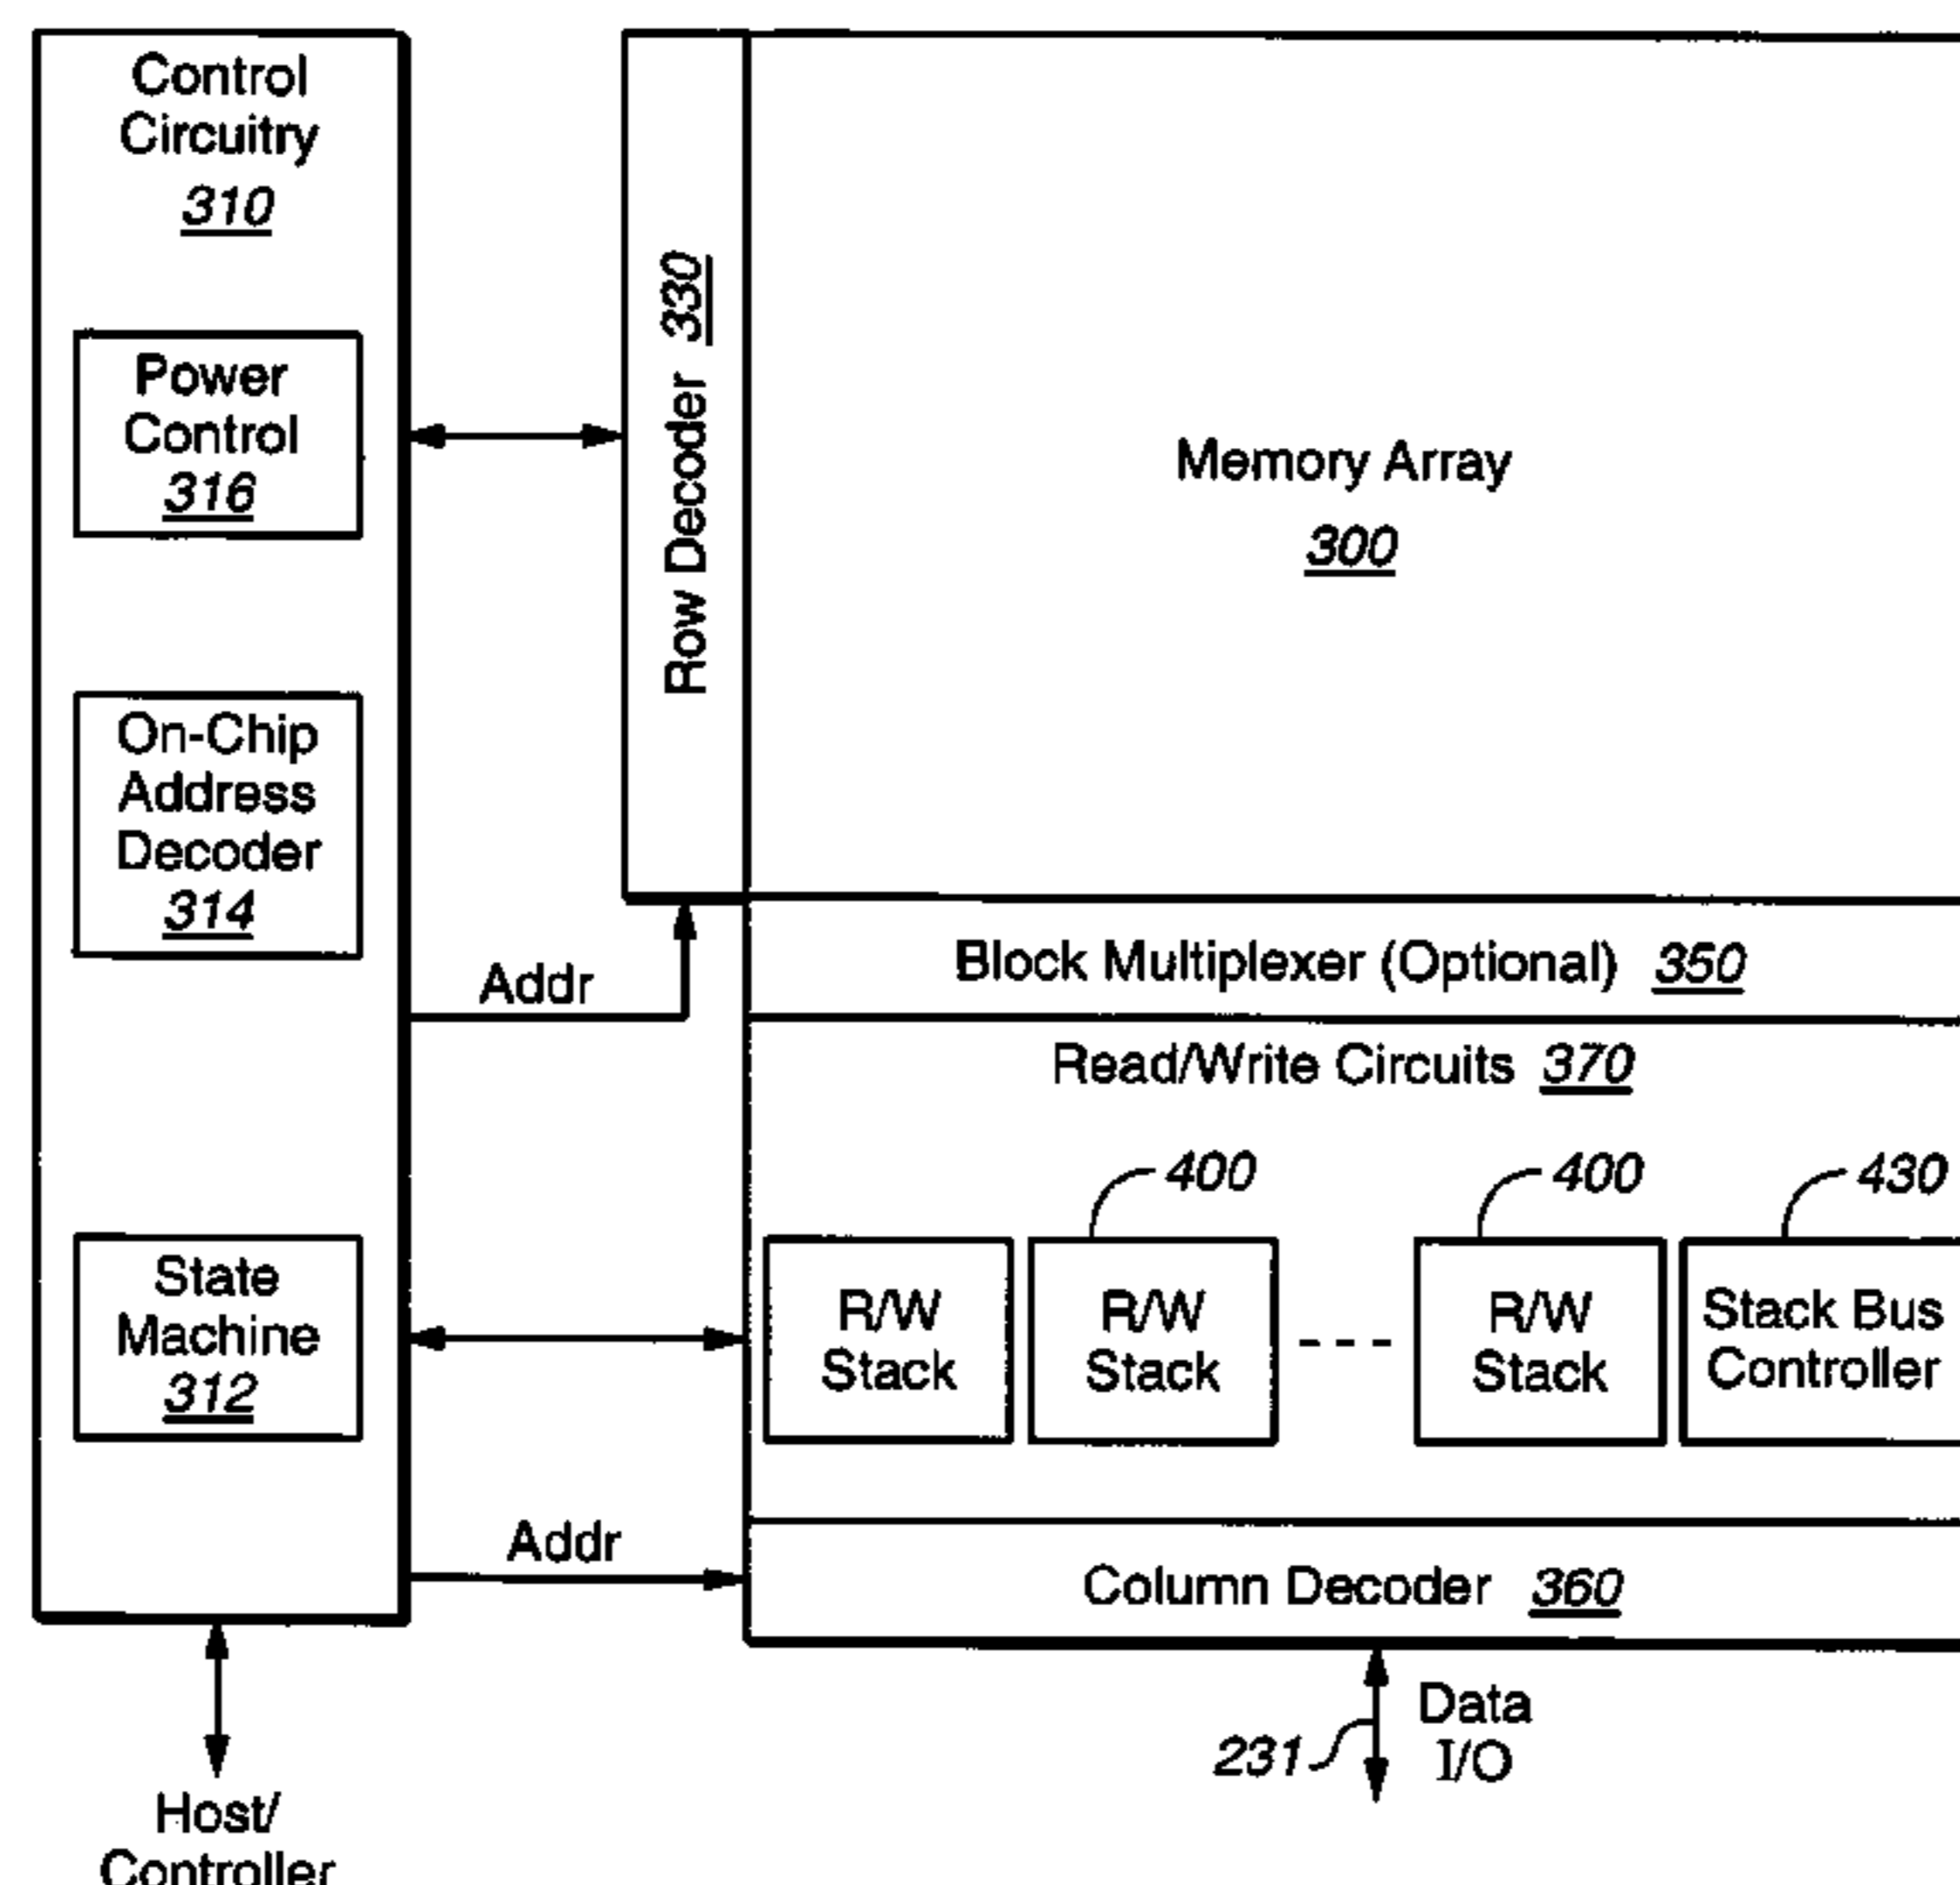 Control
Circuitry
310
Power
Control
316
On-Chip
Address
Decoder
314
State
Machine
312
Host/
Controller
Addr
Addr
Row Decoder 330
Memory Array
300
Block Multiplexer (Optional) 350
Read/Write Circuits 370
400
400
430
R/W
Stack
R/W
Stack
- - - 
R/W
Stack
Stack Bus
Controller
Column Decoder 360
231
Data
I/O